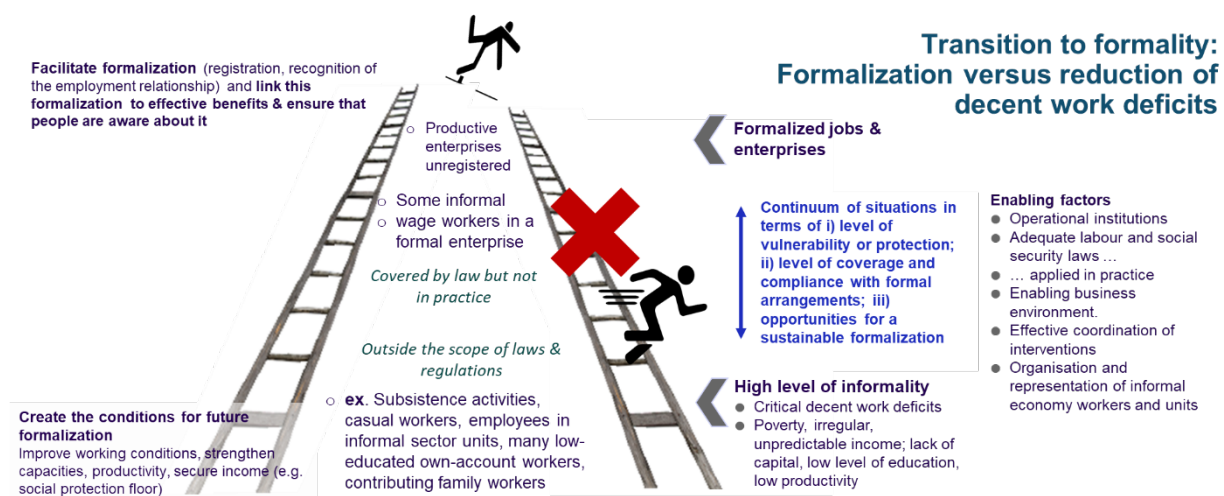 Transition to formality:
Formalization versus reduction of
decent work deficits
Facilitate formalization (registration, recognition of
the employment relationship) and link this
formalization to effective benefits & ensure that
people are aware about it
○ Productive
enterprises
unregistered
○ Some informal
○ wage workers in a
formal enterprise
Covered by law but not
in practice
Outside the scope of laws &
regulations
○ ex. Subsistence activities,
casual workers, employees in
informal sector units, many low-
educated own-account workers,
contributing family workers
Create the conditions for future
formalization
Improve working conditions, strengthen
capacities, productivity, secure income (e.g.
social protection floor)
Formalized jobs &
enterprises
Continuum of situations in
terms of i) level of
vulnerability or protection;
ii) level of coverage and
compliance with formal
arrangements; iii)
opportunities for a
sustainable formalization
High level of informality
● Critical decent work deficits
● Poverty, irregular,
unpredictable income; lack of
capital, low level of education,
low productivity
Enabling factors
● Operational institutions
● Adequate labour and social
security laws ...
● ... applied in practice
● Enabling business
environment.
● Effective coordination of
interventions
● Organisation and
representation of informal
economy workers and units